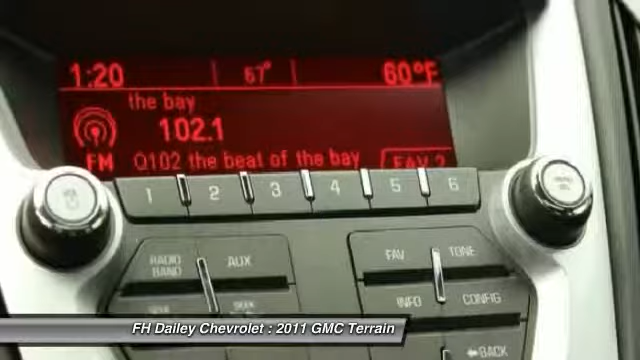 1:20 67° 60°F
the bay
102.1
FM Q102 the beat of the bay FAV 2
1 2 3 4 5 6
RADIO BAND AUX FAV TONE
INFO CONFIG
BACK
FH Dailey Chevrolet : 2011 GMC Terrain